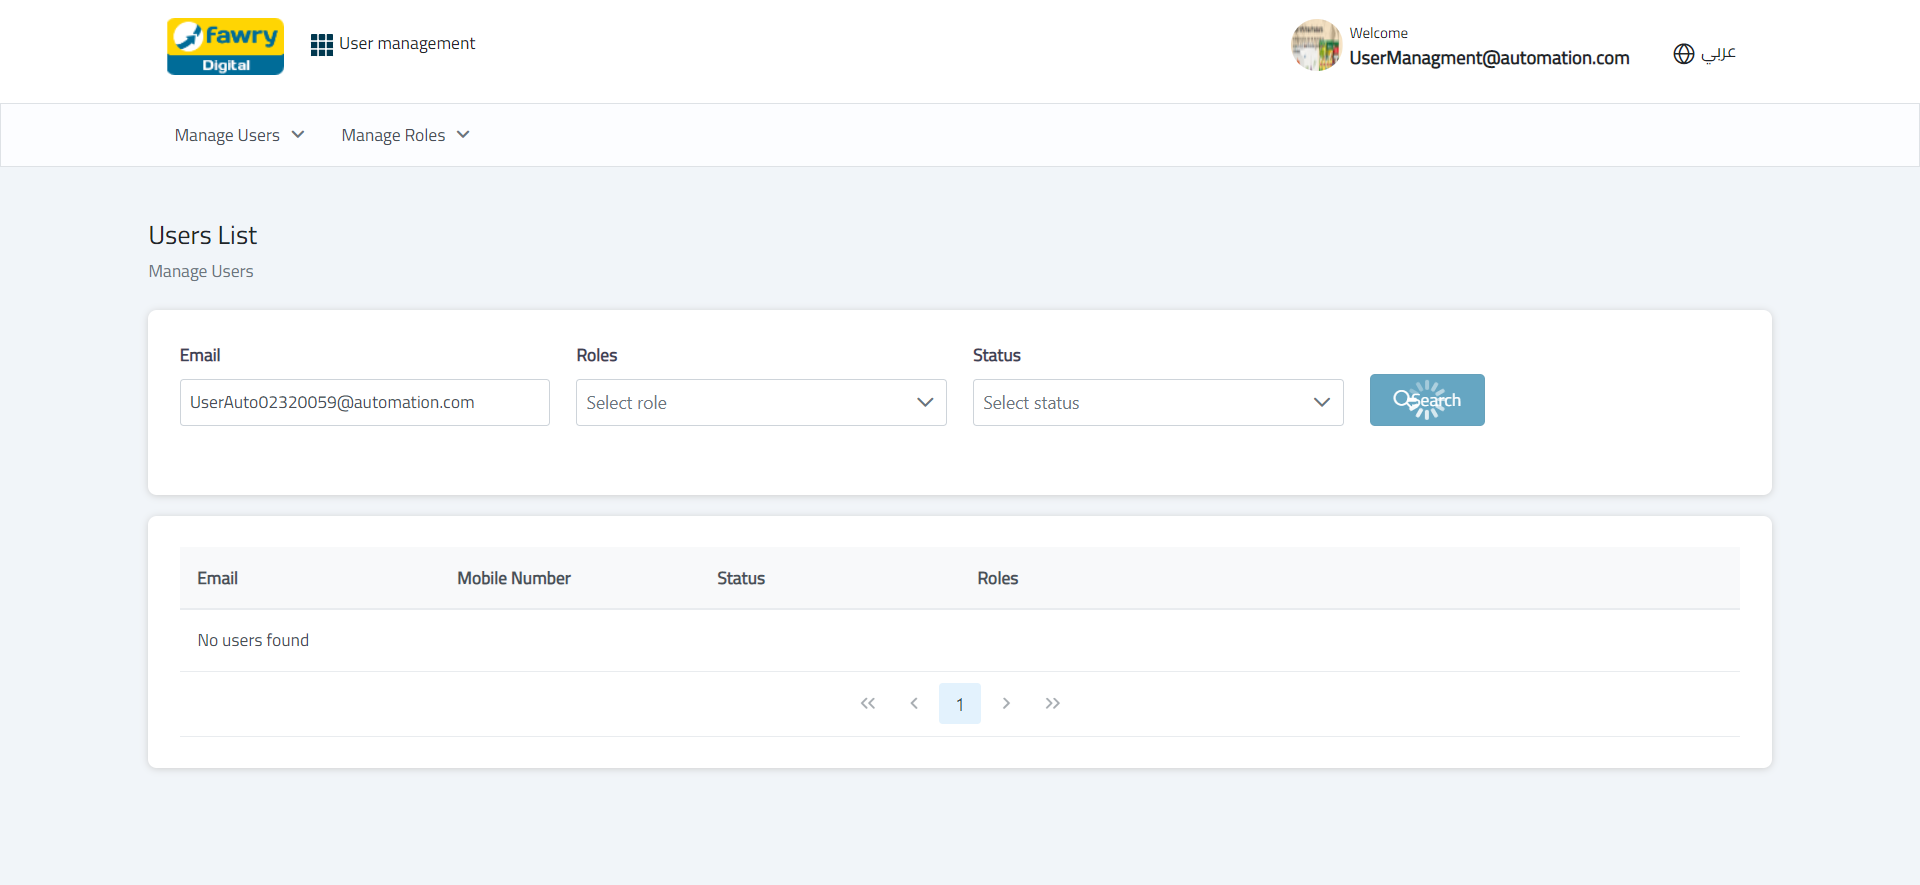 fawry
Digital
User management
Welcome
UserManagment@automation.com
عربي
Manage Users
Manage Roles
Users List
Manage Users
Email
Roles
Status
UserAuto02320059@automation.com
Select role
Select status
Search
Email
Mobile Number
Status
Roles
No users found
1